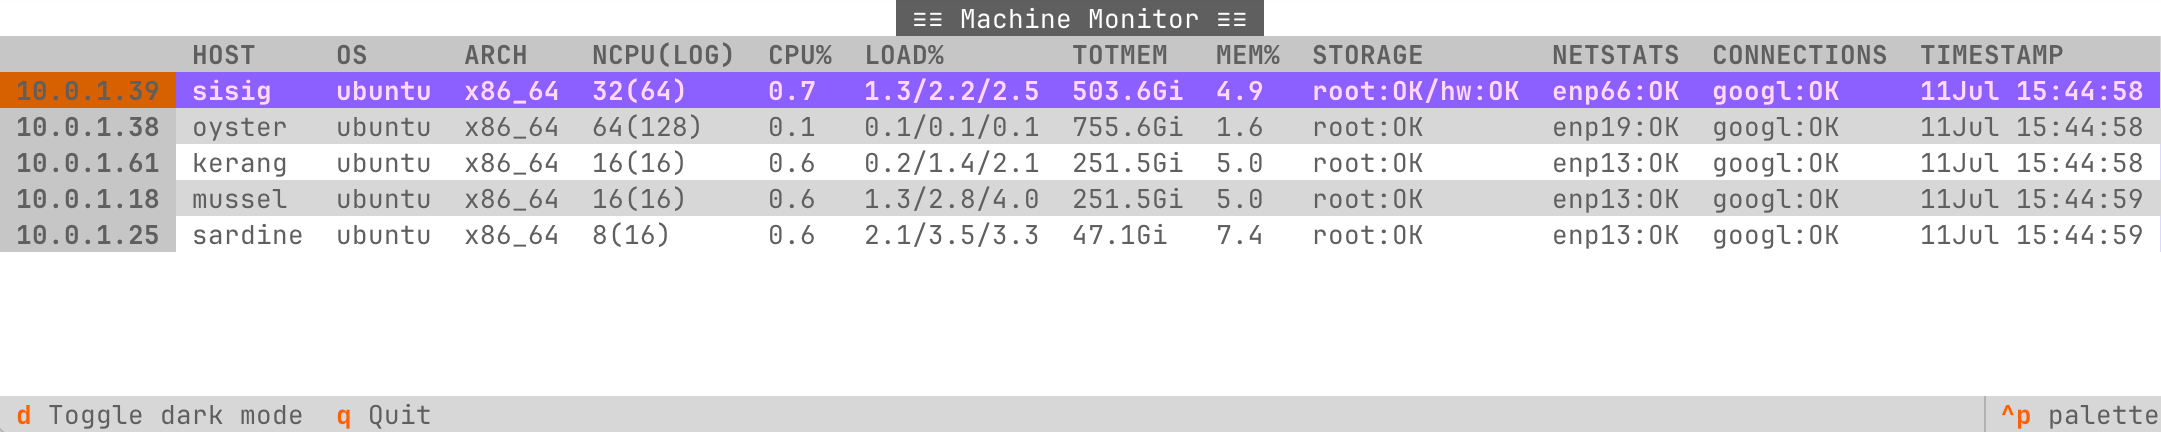 ≡≡ Machine Monitor ≡≡
HOST OS ARCH NCPU(LOG) CPU% LOAD% TOTMEM MEM% STORAGE NETSTATS CONNECTIONS TIMESTAMP
10.0.1.39 sisig ubuntu x86_64 32(64) 0.7 1.3/2.2/2.5 503.6Gi 4.9 root:OK/hw:OK enp66:OK googl:OK 11Jul 15:44:58
10.0.1.38 oyster ubuntu x86_64 64(128) 0.1 0.1/0.1/0.1 755.6Gi 1.6 root:OK enp19:OK googl:OK 11Jul 15:44:58
10.0.1.61 kerang ubuntu x86_64 16(16) 0.6 0.2/1.4/2.1 251.5Gi 5.0 root:OK enp13:OK googl:OK 11Jul 15:44:58
10.0.1.18 mussel ubuntu x86_64 16(16) 0.6 1.3/2.8/4.0 251.5Gi 5.0 root:OK enp13:OK googl:OK 11Jul 15:44:59
10.0.1.25 sardine ubuntu x86_64 8(16) 0.6 2.1/3.5/3.3 47.1Gi 7.4 root:OK enp13:OK googl:OK 11Jul 15:44:59
d Toggle dark mode q Quit ^p palette